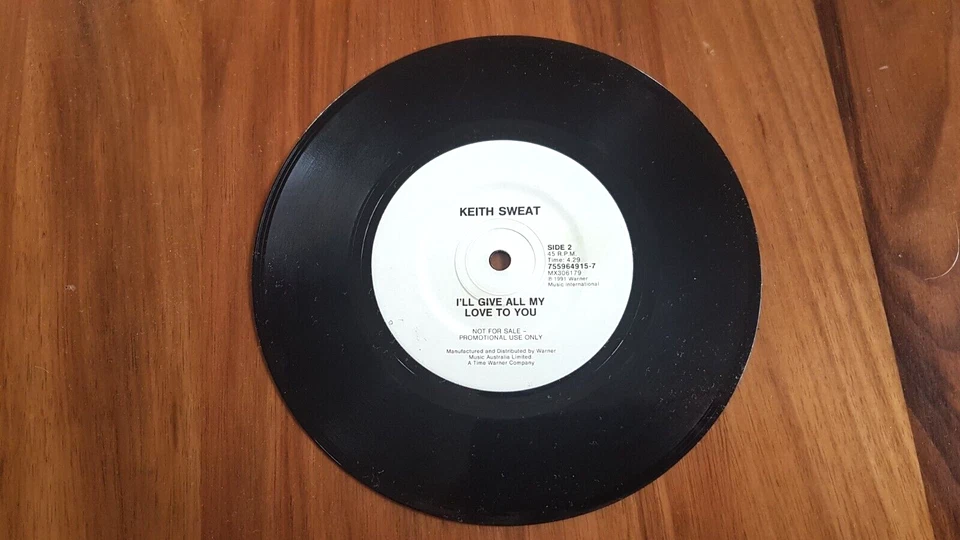 KEITH SWEAT
SIDE 2
45 R.P.M.
Time: 4.29
755964915-7
MX306179
℗ 1991 Warner
Music-International
I'LL GIVE ALL MY
LOVE TO YOU
NOT FOR SALE –
PROMOTIONAL USE ONLY
Manufactured and Distributed by Warner
Music Australia Limited
A Time Warner Company